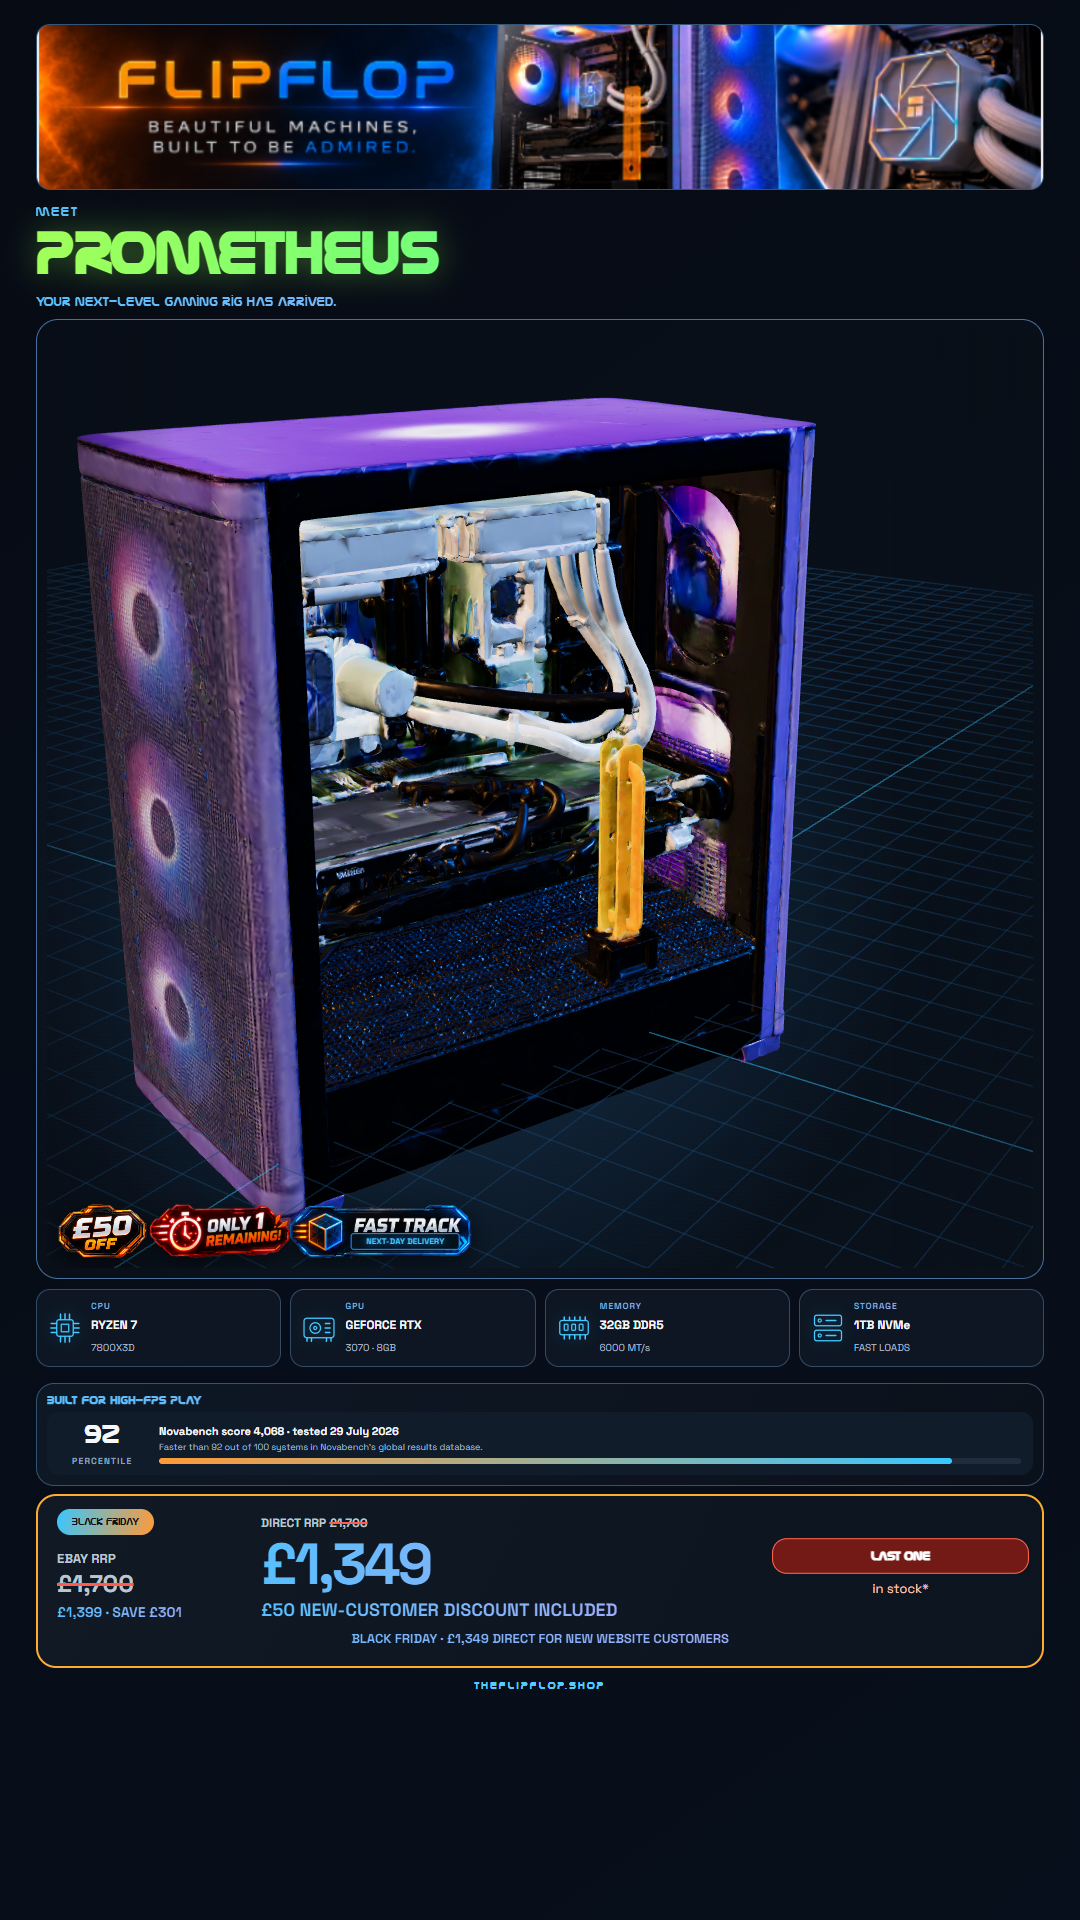 FLIPFLOP
BEAUTIFUL MACHINES,
BUILT TO BE ADMIRED.
MEET
PROMETHEUS
YOUR NEXT-LEVEL GAMING RIG HAS ARRIVED.
£50 OFF
ONLY 1 REMAINING!
FAST TRACK
NEXT-DAY DELIVERY
CPU
RYZEN 7
7800X3D
GPU
GEFORCE RTX
3070 · 8GB
MEMORY
32GB DDR5
6000 MT/s
STORAGE
1TB NVMe
FAST LOADS
BUILT FOR HIGH-FPS PLAY
92
PERCENTILE
Novabench score 4,068 · tested 29 July 2026
Faster than 92 out of 100 systems in Novabench's global results database.
BLACK FRIDAY
EBAY RRP
£1,700
£1,399 · SAVE £301
DIRECT RRP £1,700
£1,349
£50 NEW-CUSTOMER DISCOUNT INCLUDED
LAST ONE
in stock*
BLACK FRIDAY · £1,349 DIRECT FOR NEW WEBSITE CUSTOMERS
THEFLIPFLOP.SHOP